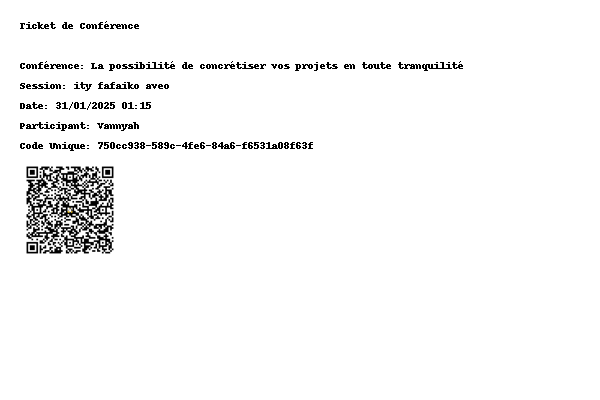 Ticket de Conférence
Conférence: La possibilité de concrétiser vos projets en toute tranquilité
Session: ity fafaiko aveo
Date: 31/01/2025 01:15
Participant: Vannyah
Code Unique: 750cc938-589c-4fe6-84a6-f6531a08f63f